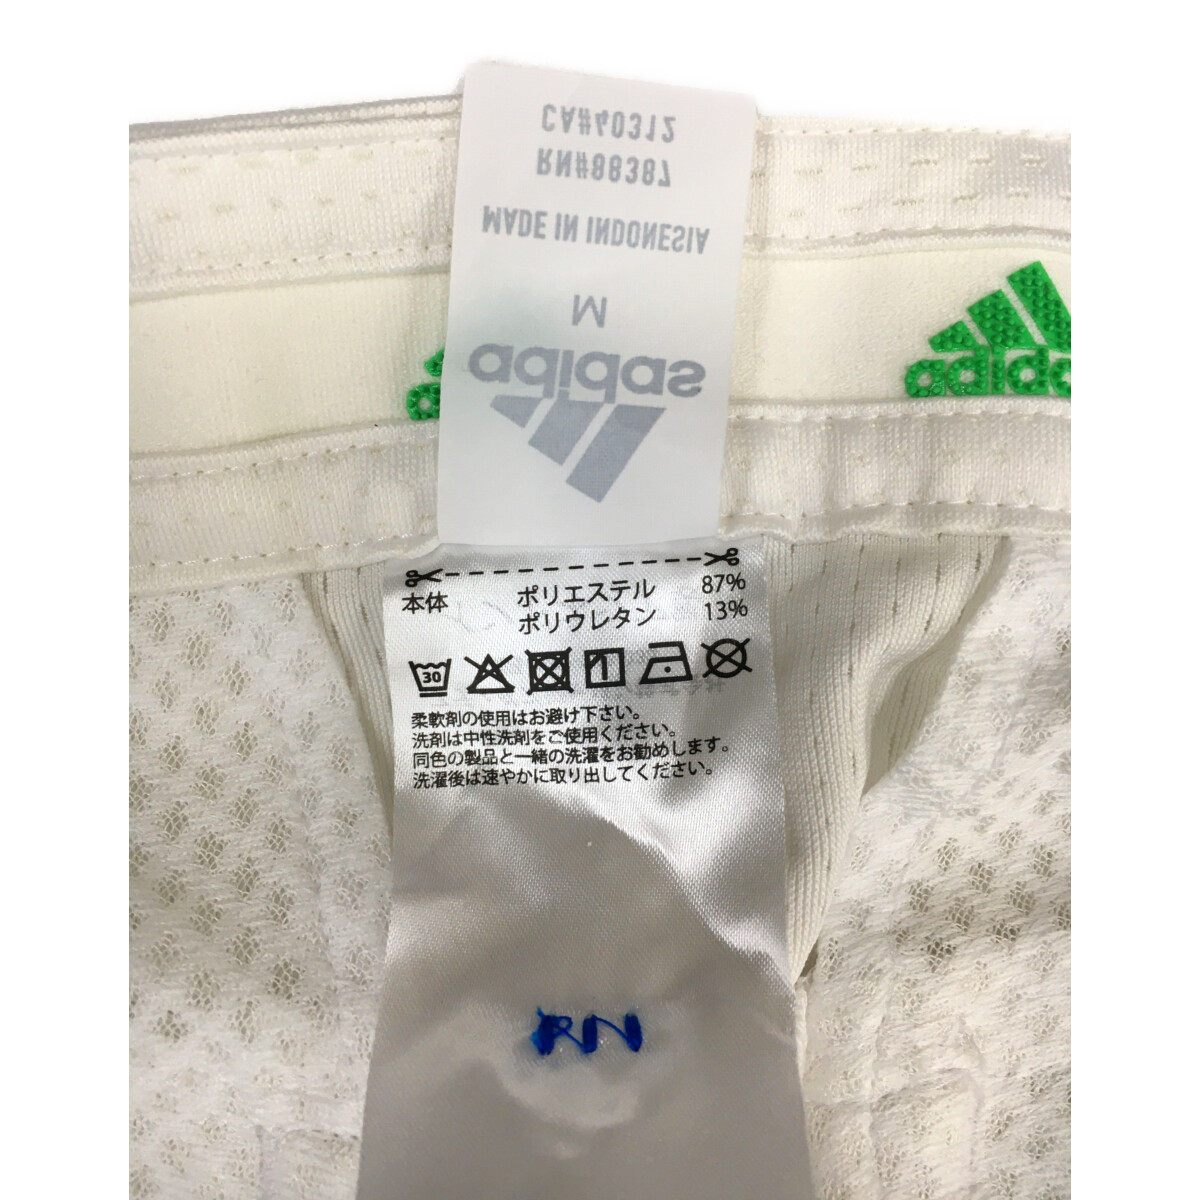 adidas
M
MADE IN INDONESIA
RN#88387
CA#40312
adidas
本体 ポリエステル 87%
ポリウレタン 13%
30
柔軟剤の使用はお避け下さい。
洗剤は中性洗剤をご使用ください。
同色の製品と一緒の洗濯をお勧めします。
洗濯後は速やかに取り出してください。
RN